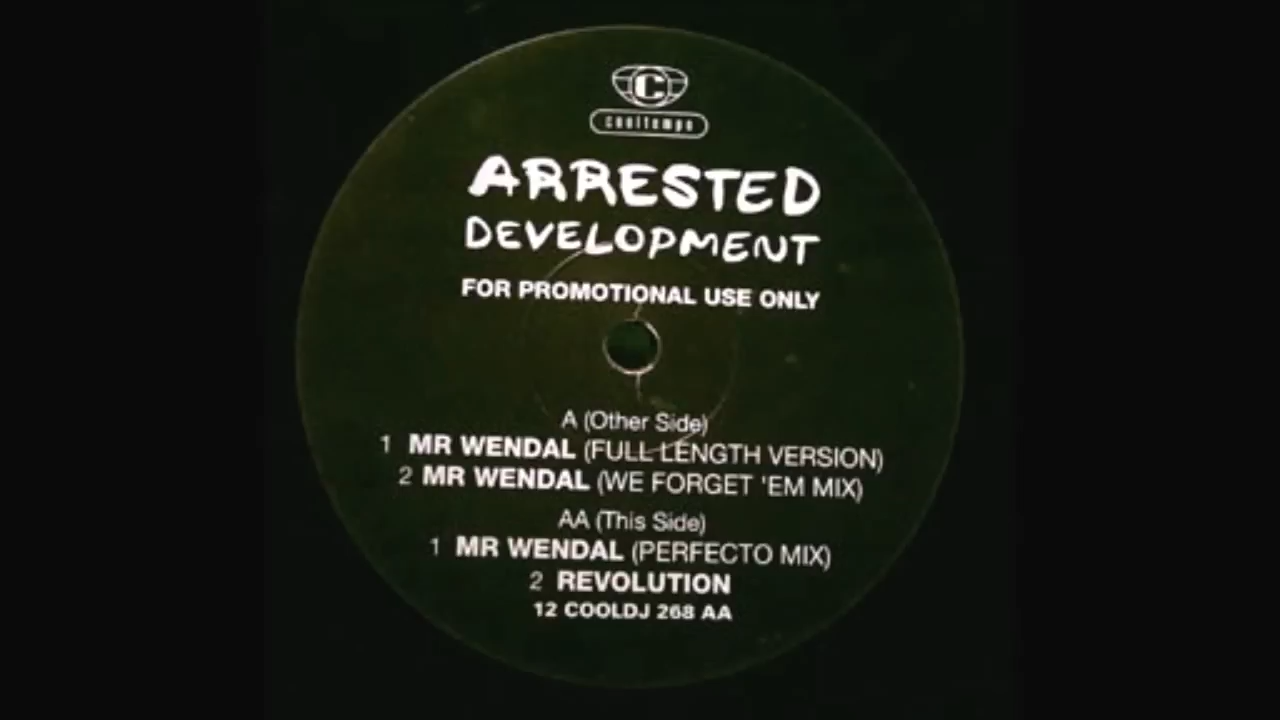 C
cooltempo
ARRESTED
DEVELOPMENT
FOR PROMOTIONAL USE ONLY
A (Other Side)
1 MR WENDAL (FULL LENGTH VERSION)
2 MR WENDAL (WE FORGET 'EM MIX)
AA (This Side)
1 MR WENDAL (PERFECTO MIX)
2 REVOLUTION
12 COOLDJ 268 AA